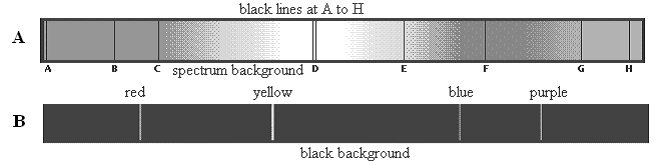 black lines at A to H
A
A B C spectrum background D E F G H
red yellow blue purple
B
black background